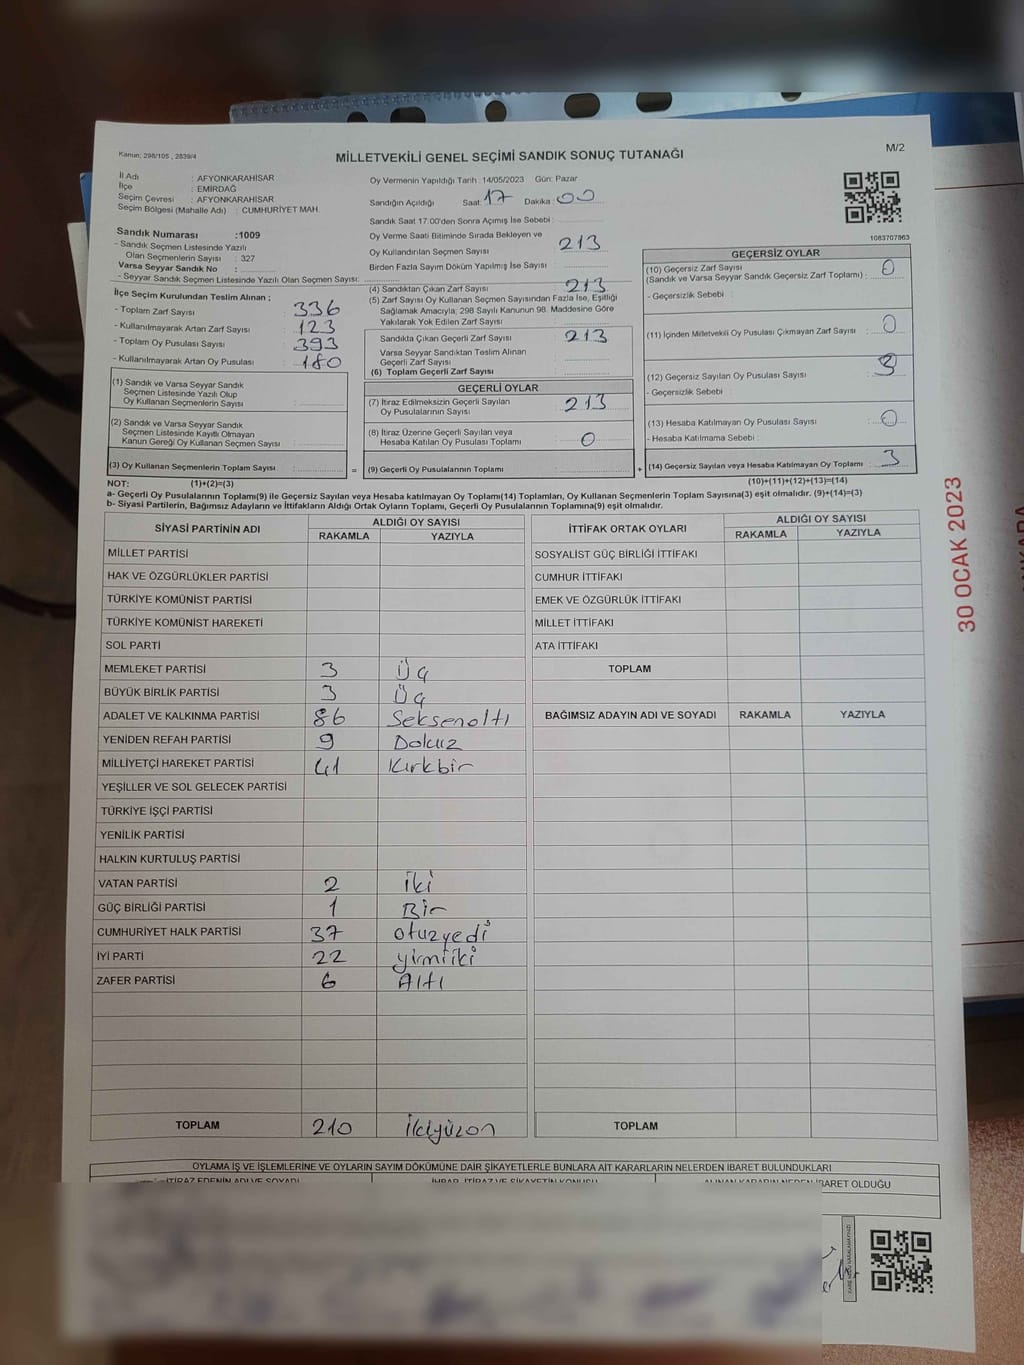 Kanun; 298/105 , 2839/4
MİLLETVEKİLİ GENEL SEÇİMİ SANDIK SONUÇ TUTANAĞI
M/2
İl Adı : AFYONKARAHİSAR
İlçe : EMİRDAĞ
Seçim Çevresi : AFYONKARAHİSAR
Seçim Bölgesi (Mahalle Adı) : CUMHURİYET MAH.
Sandık Numarası :1009
- Sandık Seçmen Listesinde Yazılı
Olan Seçmenlerin Sayısı : 327
Varsa Seyyar Sandık No :
- Seyyar Sandık Seçmen Listesinde Yazılı Olan Seçmen Sayısı:
Oy Vermenin Yapıldığı Tarih : 14/05/2023 Gün: Pazar
Sandığın Açıldığı Saat: 17 Dakika : 00
Sandık Saat 17:00'den Sonra Açımış İse Sebebi :
Oy Verme Saati Bitiminde Sırada Bekleyen ve
Oy Kullandırılan Seçmen Sayısı 213
Birden Fazla Sayım Döküm Yapılmış İse Sayısı
1083707863
İlçe Seçim Kurulundan Teslim Alınan ;
- Toplam Zarf Sayısı : 336
- Kullanılmayarak Artan Zarf Sayısı : 123
- Toplam Oy Pusulası Sayısı : 393
- Kullanılmayarak Artan Oy Pusulası : 180
(1) Sandık ve Varsa Seyyar Sandık
Seçmen Listesinde Yazılı Olup
Oy Kullanan Seçmenlerin Sayısı :
(2) Sandık ve Varsa Seyyar Sandık
Seçmen Listesinde Kayıtlı Olmayan
Kanun Gereği Oy Kullanan Seçmen Sayısı :
(3) Oy Kullanan Seçmenlerin Toplam Sayısı : =
(4) Sandıktan Çıkan Zarf Sayısı : 213
(5) Zarf Sayısı Oy Kullanan Seçmen Sayısından Fazla İse, Eşitliği
Sağlamak Amacıyla; 298 Sayılı Kanunun 98. Maddesine Göre
Yakılarak Yok Edilen Zarf Sayısı :
Sandıkta Çıkan Geçerli Zarf Sayısı : 213
Varsa Seyyar Sandıktan Teslim Alınan
Geçerli Zarf Sayısı
(6) Toplam Geçerli Zarf Sayısı :
GEÇERLİ OYLAR
(7) İtiraz Edilmeksizin Geçerli Sayılan
Oy Pusulalarının Sayısı : 213
(8) İtiraz Üzerine Geçerli Sayılan veya
Hesaba Katılan Oy Pusulası Toplamı : 0
(9) Geçerli Oy Pusulalarının Toplamı : +
GEÇERSİZ OYLAR
(10) Geçersiz Zarf Sayısı
(Sandık ve Varsa Seyyar Sandık Geçersiz Zarf Toplamı) : 0
- Geçersizlik Sebebi :
(11) İçinden Milletvekili Oy Pusulası Çıkmayan Zarf Sayısı : 0
(12) Geçersiz Sayılan Oy Pusulası Sayısı : 3
- Geçersizlik Sebebi :
(13) Hesaba Katılmayan Oy Pusulası Sayısı : 0
- Hesaba Katılmama Sebebi :
(14) Geçersiz Sayılan veya Hesaba Katılmayan Oy Toplamı : 3
NOT: (1)+(2)=(3) (10)+(11)+(12)+(13)=(14)
a- Geçerli Oy Pusulalarının Toplamı(9) ile Geçersiz Sayılan veya Hesaba katılmayan Oy Toplamı(14) Toplamları, Oy Kullanan Seçmenlerin Toplam Sayısına(3) eşit olmalıdır. (9)+(14)=(3)
b- Siyasi Partilerin, Bağımsız Adayların ve İttifakların Aldığı Ortak Oyların Toplamı, Geçerli Oy Pusulalarının Toplamına(9) eşit olmalıdır.
SİYASİ PARTİNİN ADI ALDIĞI OY SAYISI
RAKAMLA YAZIYLA
MİLLET PARTİSİ
HAK VE ÖZGÜRLÜKLER PARTİSİ
TÜRKİYE KOMÜNİST PARTİSİ
TÜRKİYE KOMÜNİST HAREKETİ
SOL PARTİ
MEMLEKET PARTİSİ 3 Üç
BÜYÜK BİRLİK PARTİSİ 3 Üç
ADALET VE KALKINMA PARTİSİ 86 Seksenaltı
YENİDEN REFAH PARTİSİ 9 Dokuz
MİLLİYETÇİ HAREKET PARTİSİ 41 Kırkbir
YEŞİLLER VE SOL GELECEK PARTİSİ
TÜRKİYE İŞÇİ PARTİSİ
YENİLİK PARTİSİ
HALKIN KURTULUŞ PARTİSİ
VATAN PARTİSİ 2 İki
GÜÇ BİRLİĞİ PARTİSİ 1 Bir
CUMHURİYET HALK PARTİSİ 37 otuzyedi
İYİ PARTİ 22 yirmiiki
ZAFER PARTİSİ 6 Altı
TOPLAM 210 İkiyüzon
İTTİFAK ORTAK OYLARI ALDIĞI OY SAYISI
RAKAMLA YAZIYLA
SOSYALİST GÜÇ BİRLİĞİ İTTİFAKI
CUMHUR İTTİFAKI
EMEK VE ÖZGÜRLÜK İTTİFAKI
MİLLET İTTİFAKI
ATA İTTİFAKI
TOPLAM
BAĞIMSIZ ADAYIN ADI VE SOYADI RAKAMLA YAZIYLA
TOPLAM
OYLAMA İŞ VE İŞLEMLERİNE VE OYLARIN SAYIM DÖKÜMÜNE DAİR ŞİKAYETLERLE BUNLARA AİT KARARLARIN NELERDEN İBARET BULUNDUKLARI
İTİRAZ EDENİN ADI VE SOYADI İHBAR, İTİRAZ VE ŞİKAYETİN KONUSU ALINAN KARARIN NEDEN İBARET OLDUĞU
30 OCAK 2023